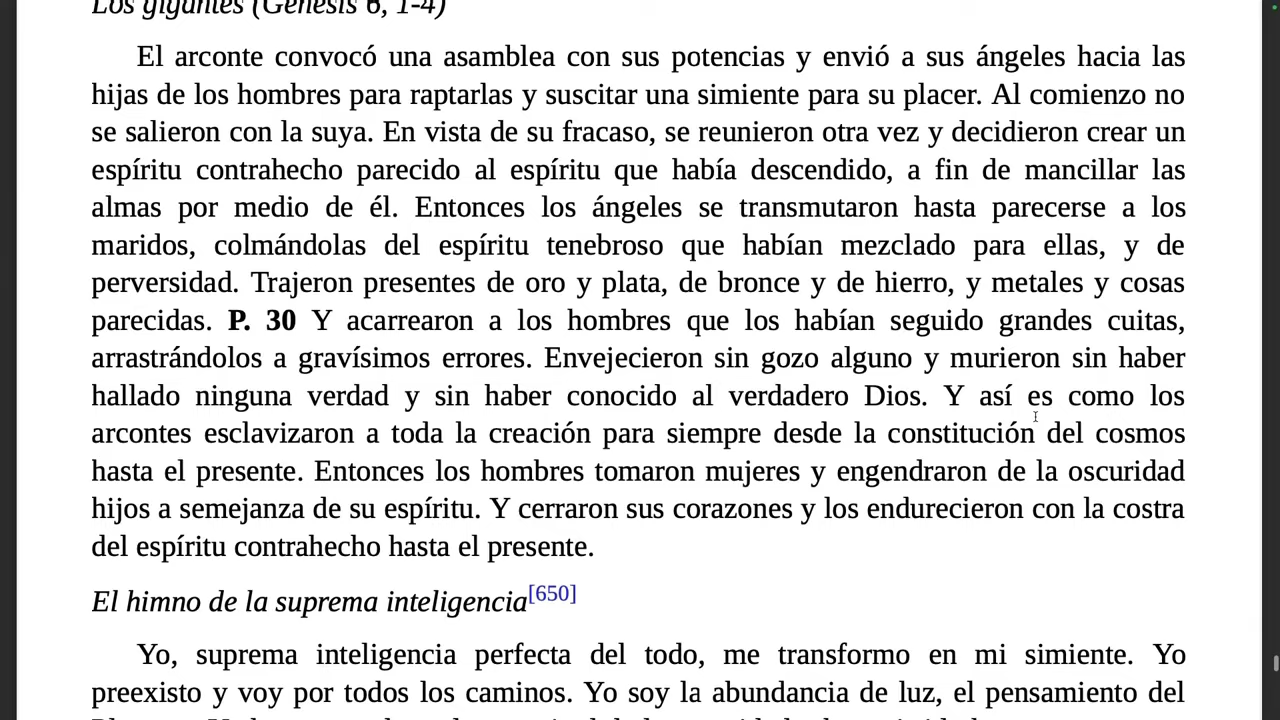 Los gigantes (Génesis 6, 1-4)
El arconte convocó una asamblea con sus potencias y envió a sus ángeles hacia las
hijas de los hombres para raptarlas y suscitar una simiente para su placer. Al comienzo no
se salieron con la suya. En vista de su fracaso, se reunieron otra vez y decidieron crear un
espíritu contrahecho parecido al espíritu que había descendido, a fin de mancillar las
almas por medio de él. Entonces los ángeles se transmutaron hasta parecerse a los
maridos, colmándolas del espíritu tenebroso que habían mezclado para ellas, y de
perversidad. Trajeron presentes de oro y plata, de bronce y de hierro, y metales y cosas
parecidas. P. 30 Y acarrearon a los hombres que los habían seguido grandes cuitas,
arrastrándolos a gravísimos errores. Envejecieron sin gozo alguno y murieron sin haber
hallado ninguna verdad y sin haber conocido al verdadero Dios. Y así es como los
arcontes esclavizaron a toda la creación para siempre desde la constitución del cosmos
hasta el presente. Entonces los hombres tomaron mujeres y engendraron de la oscuridad
hijos a semejanza de su espíritu. Y cerraron sus corazones y los endurecieron con la costra
del espíritu contrahecho hasta el presente.
El himno de la suprema inteligencia[650]
Yo, suprema inteligencia perfecta del todo, me transformo en mi simiente. Yo
preexisto y voy por todos los caminos. Yo soy la abundancia de luz, el pensamiento del